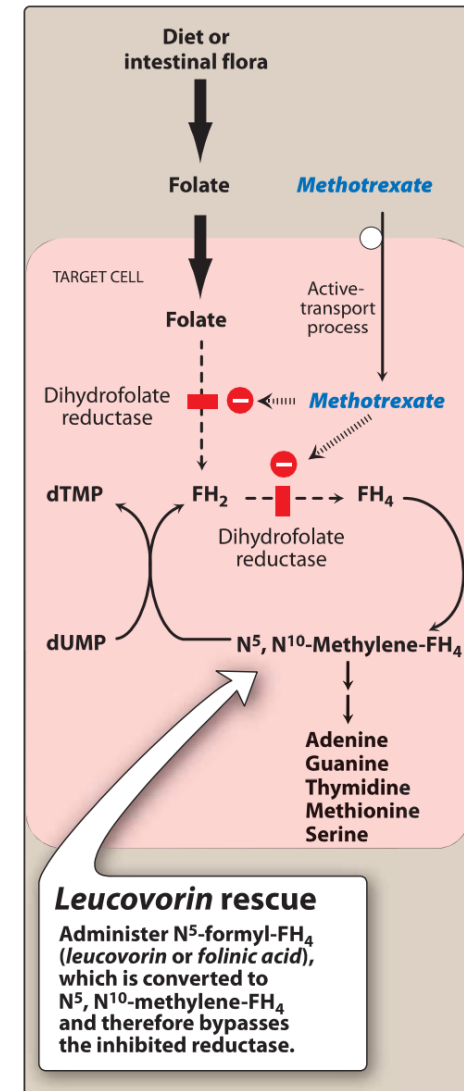 Diet or
intestinal flora
Folate
Methotrexate
TARGET CELL
Active-
transport
process
Folate
Dihydrofolate
reductase
Methotrexate
dTMP
FH₂
FH₄
Dihydrofolate
reductase
dUMP
N⁵, N¹⁰-Methylene-FH₄
Adenine
Guanine
Thymidine
Methionine
Serine
Leucovorin rescue
Administer N⁵-formyl-FH₄
(leucovorin or folinic acid),
which is converted to
N⁵, N¹⁰-methylene-FH₄
and therefore bypasses
the inhibited reductase.